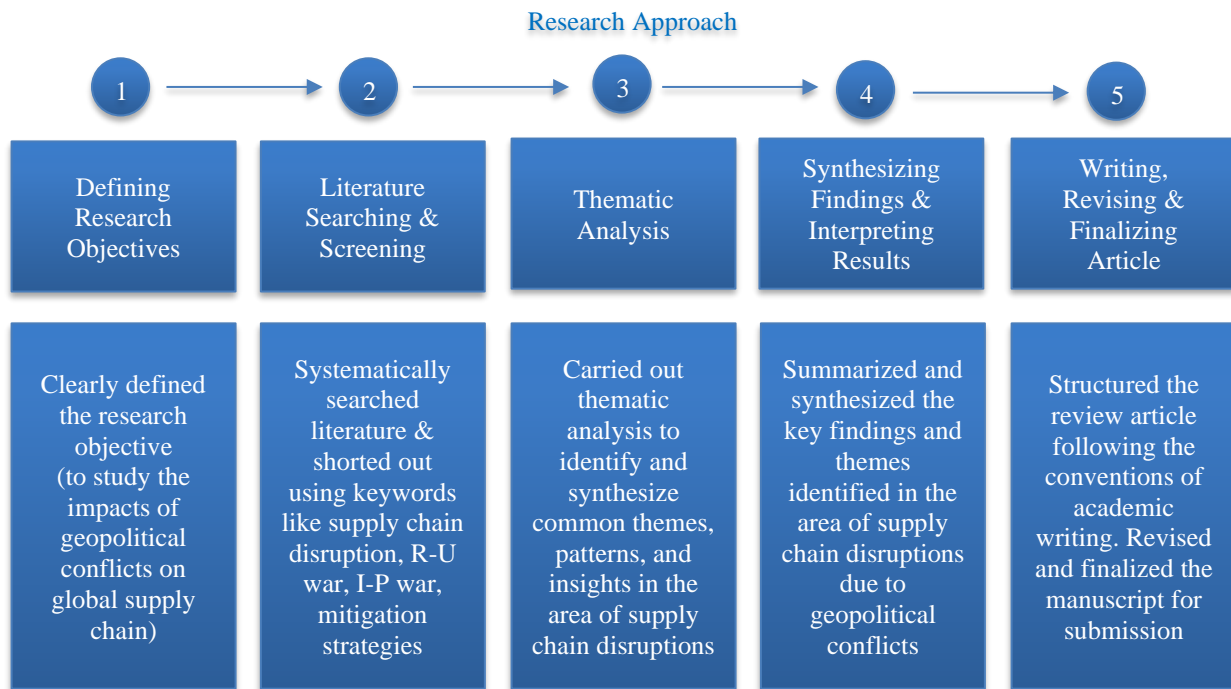 Research Approach
1
2
3
4
5
Defining
Research
Objectives
Literature
Searching &
Screening
Thematic
Analysis
Synthesizing
Findings &
Interpreting
Results
Writing,
Revising &
Finalizing
Article
Clearly defined
the research
objective
(to study the
impacts of
geopolitical
conflicts on
global supply
chain)
Systematically
searched
literature &
shorted out
using keywords
like supply chain
disruption, R-U
war, I-P war,
mitigation
strategies
Carried out
thematic
analysis to
identify and
synthesize
common themes,
patterns, and
insights in the
area of supply
chain disruptions
Summarized and
synthesized the
key findings and
themes
identified in the
area of supply
chain disruptions
due to
geopolitical
conflicts
Structured the
review article
following the
conventions of
academic
writing. Revised
and finalized the
manuscript for
submission